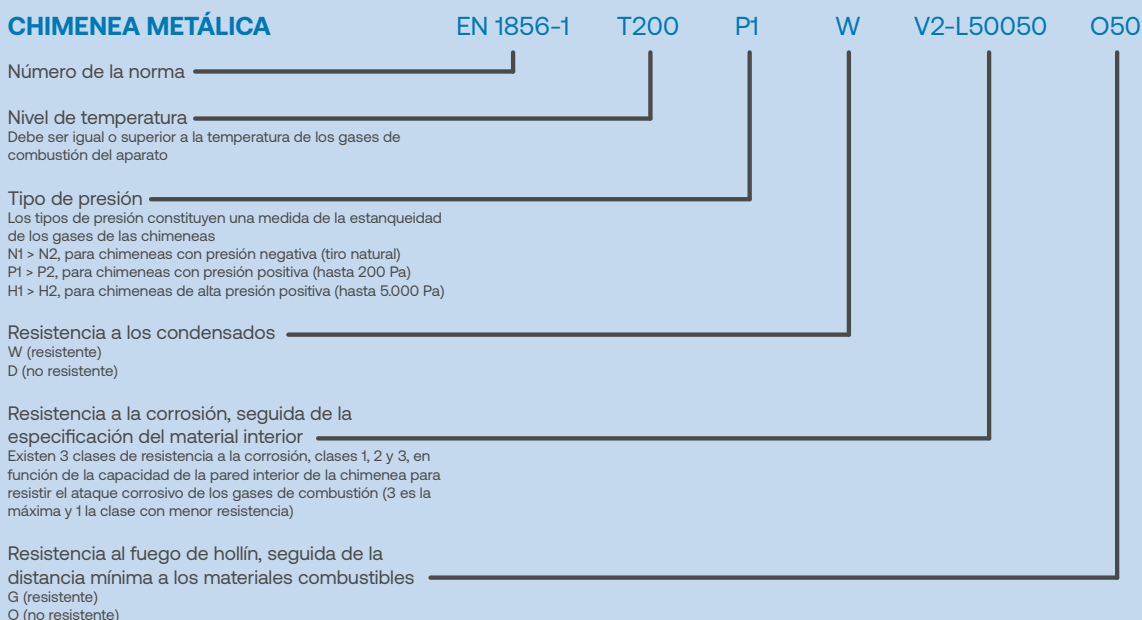 CHIMENEA METÁLICA EN 1856-1 T200 P1 W V2-L50050 O50
Número de la norma
Nivel de temperatura
Debe ser igual o superior a la temperatura de los gases de
combustión del aparato
Tipo de presión
Los tipos de presión constituyen una medida de la estanqueidad
de los gases de las chimeneas
N1 > N2, para chimeneas con presión negativa (tiro natural)
P1 > P2, para chimeneas con presión positiva (hasta 200 Pa)
H1 > H2, para chimeneas de alta presión positiva (hasta 5.000 Pa)
Resistencia a los condensados
W (resistente)
D (no resistente)
Resistencia a la corrosión, seguida de la
especificación del material interior
Existen 3 clases de resistencia a la corrosión, clases 1, 2 y 3, en
función de la capacidad de la pared interior de la chimenea para
resistir el ataque corrosivo de los gases de combustión (3 es la
máxima y 1 la clase con menor resistencia)
Resistencia al fuego de hollín, seguida de la
distancia mínima a los materiales combustibles
G (resistente)
O (no resistente)